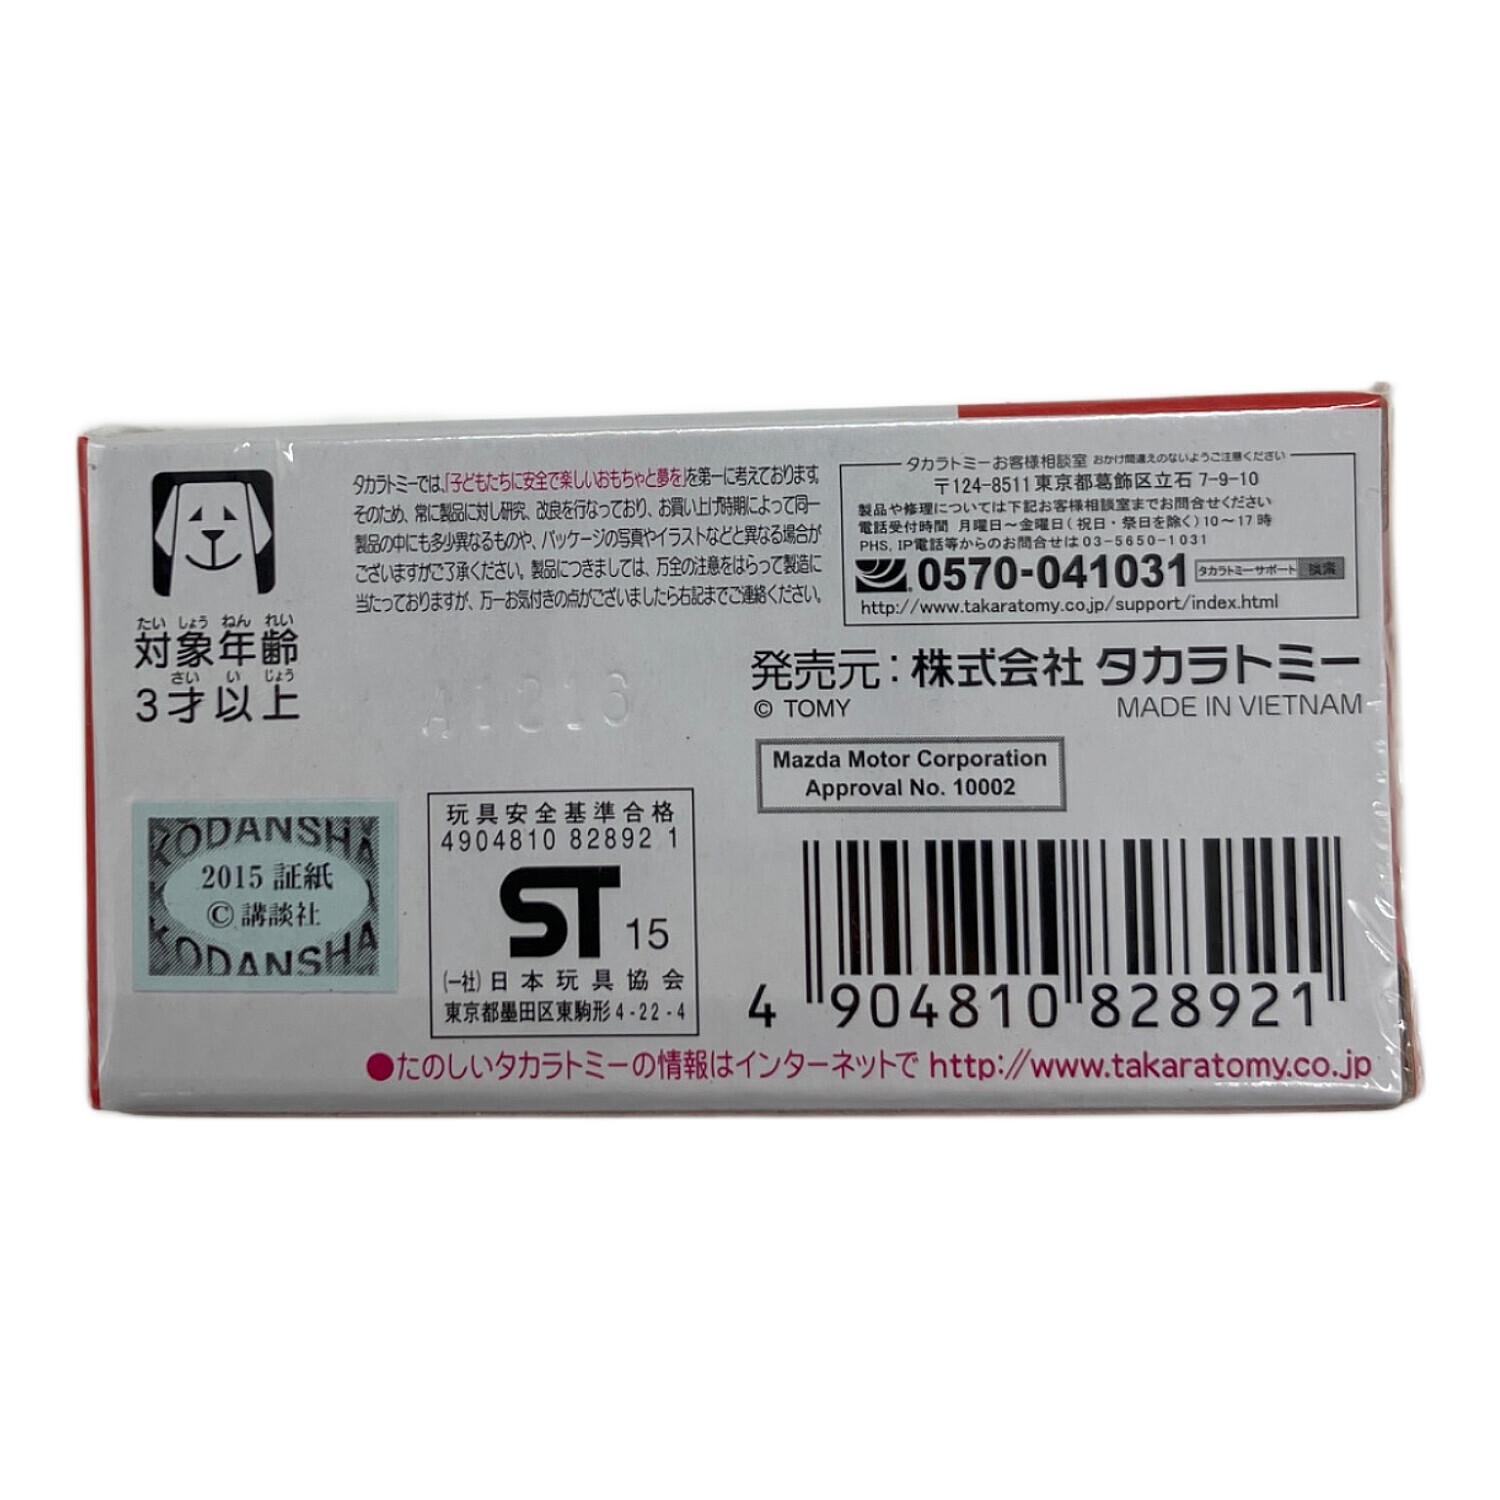 たい しょう ねん れい
対象年齢
さい い じょう
3才以上
タカラトミーでは、「子どもたちに安全で楽しいおもちゃと夢を」を第一に考えております。
そのため、常に製品に対し研究、改良を行なっており、お買い上げ時期によって同一
製品の中にも多少異なるものや、パッケージの写真やイラストなどと異なる場合が
ございますがご了承ください。製品につきましては、万全の注意をはらって製造に
当たっておりますが、万一お気付きの点がございましたら右記までご連絡ください。
タカラトミーお客様相談室 おかけ間違えのないようご注意ください
〒124-8511 東京都葛飾区立石 7-9-10
製品や修理については下記お客様相談室までお問合せください
電話受付時間 月曜日〜金曜日(祝日・祭日を除く)10〜17時
PHS, IP電話等からのお問合せは03-5650-1031
0570-041031 タカラトミーサポート 検索
http://www.takaratomy.co.jp/support/index.html
発売元:株式会社 タカラトミー
© TOMY MADE IN VIETNAM
Mazda Motor Corporation
Approval No. 10002
KODANSHA
2015 証紙
©講談社
KODANSHA
玩具安全基準合格
4904810 82892 1
ST 15
(一社)日本玩具協会
東京都墨田区東駒形4-22-4
4 904810 828921
●たのしいタカラトミーの情報はインターネットで http://www.takaratomy.co.jp